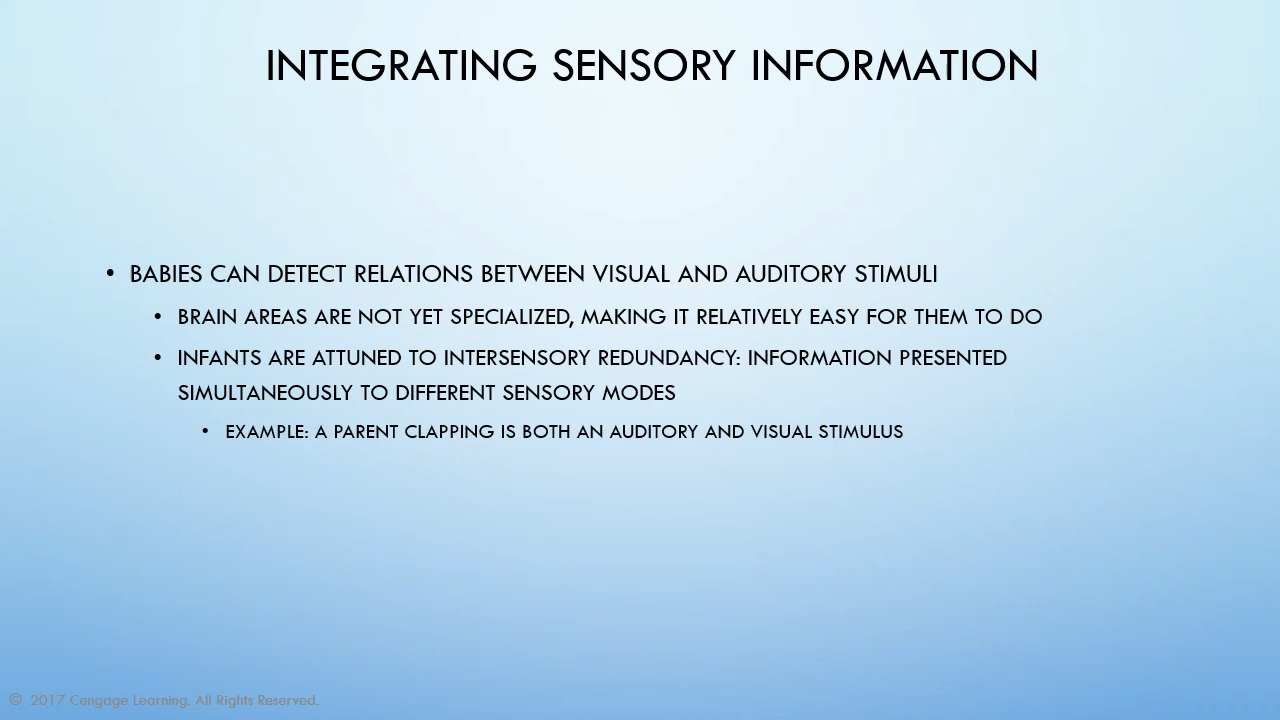 INTEGRATING SENSORY INFORMATION
• BABIES CAN DETECT RELATIONS BETWEEN VISUAL AND AUDITORY STIMULI
• BRAIN AREAS ARE NOT YET SPECIALIZED, MAKING IT RELATIVELY EASY FOR THEM TO DO
• INFANTS ARE ATTUNED TO INTERSENSORY REDUNDANCY: INFORMATION PRESENTED
SIMULTANEOUSLY TO DIFFERENT SENSORY MODES
• EXAMPLE: A PARENT CLAPPING IS BOTH AN AUDITORY AND VISUAL STIMULUS
© 2017 Cengage Learning. All Rights Reserved.